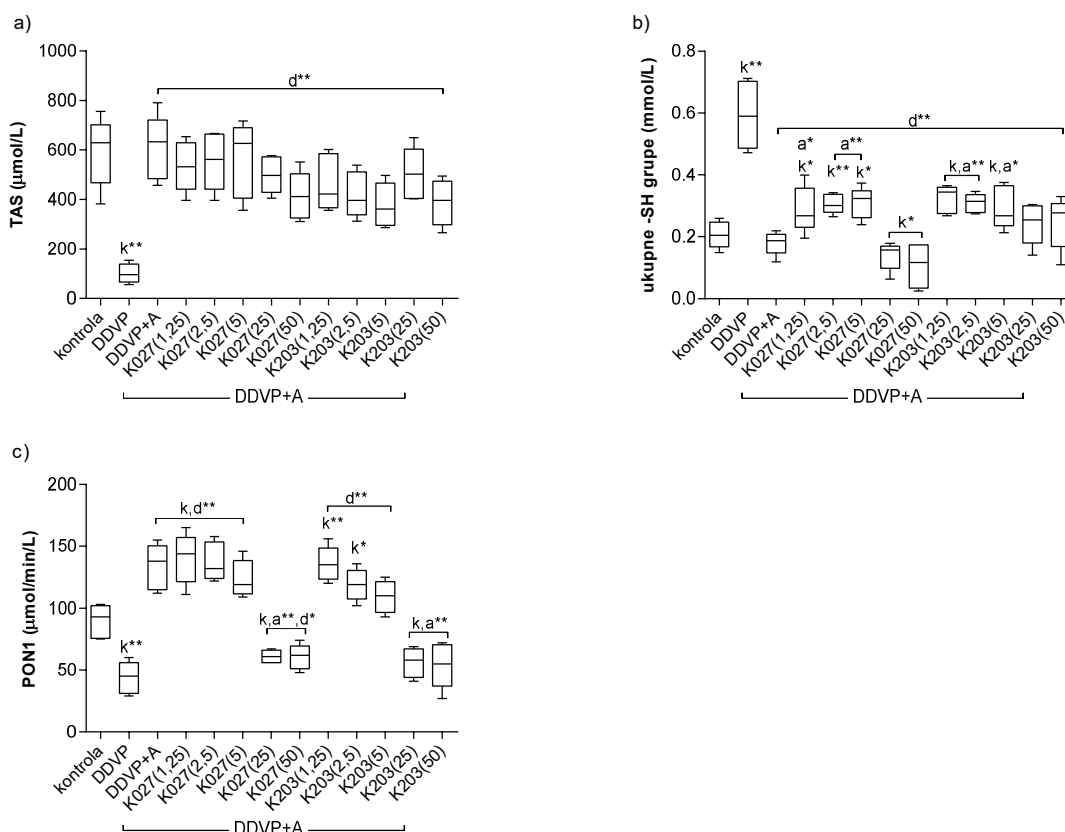 a)
TAS (μmol/L)
1000
800
600
400
200
0
d**
k**
kontrola
DDVP
DDVP+A
K027(1,25)
K027(2,5)
K027(5)
K027(25)
K027(50)
K203(1,25)
K203(2,5)
K203(5)
K203(25)
K203(50)
DDVP+A
b)
ukupne -SH grupe (mmol/L)
0.8
0.6
0.4
0.2
0.0
k**
d**
a*
k*
a**
k**
k*
k*
k,a**
k,a*
kontrola
DDVP
DDVP+A
K027(1,25)
K027(2,5)
K027(5)
K027(25)
K027(50)
K203(1,25)
K203(2,5)
K203(5)
K203(25)
K203(50)
DDVP+A
c)
PON1 (μmol/min/L)
200
150
100
50
0
k**
k,d**
k,a**,d*
d**
k**
k*
k,a**
kontrola
DDVP
DDVP+A
K027(1,25)
K027(2,5)
K027(5)
K027(25)
K027(50)
K203(1,25)
K203(2,5)
K203(5)
K203(25)
K203(50)
DDVP+A